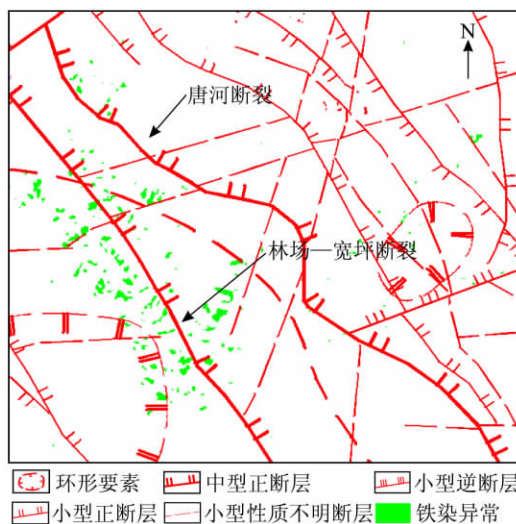 N
唐河断裂
林场—宽坪断裂
环形要素 中型正断层 小型逆断层
小型正断层 小型性质不明断层 铁染异常